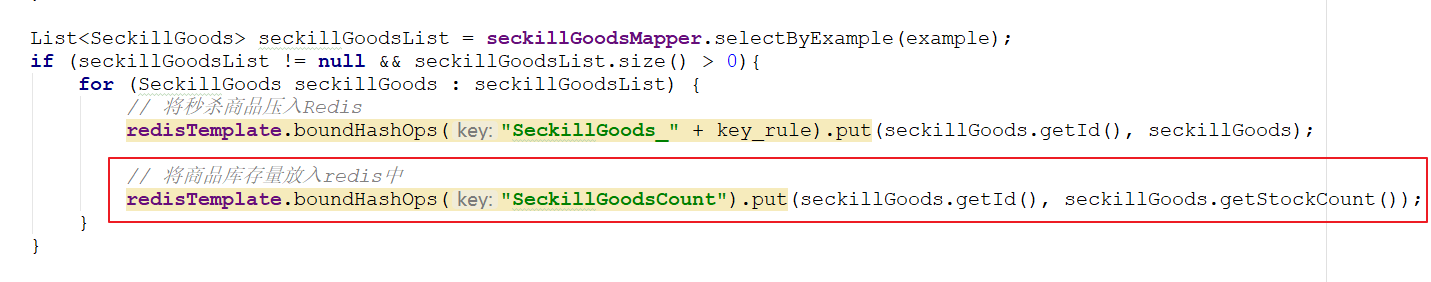 List<SeckillGoods> seckillGoodsList = seckillGoodsMapper.selectByExample(example);
if (seckillGoodsList != null && seckillGoodsList.size() > 0){
for (SeckillGoods seckillGoods : seckillGoodsList) {
// 将秒杀商品压入Redis
redisTemplate.boundHashOps( key: "SeckillGoods_" + key_rule).put(seckillGoods.getId(), seckillGoods);
// 将商品库存量放入redis中
redisTemplate.boundHashOps( key: "SeckillGoodsCount").put(seckillGoods.getId(), seckillGoods.getStockCount());
}
}